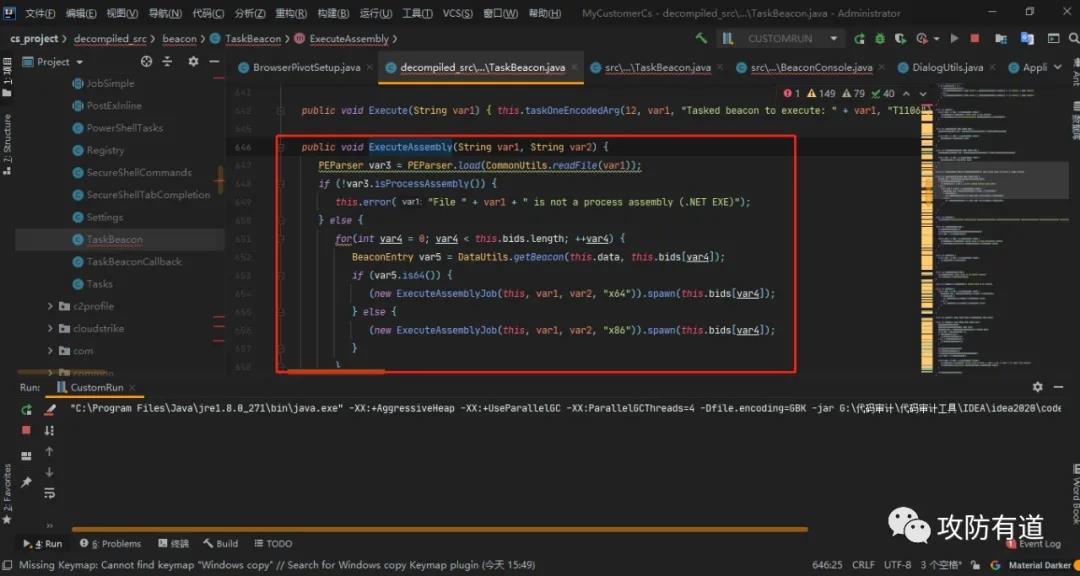 文件(F) 编辑(E) 视图(V) 导航(N) 代码(C) 分析(Z) 重构(R) 构建(B) 运行(U) 工具(T) VCS(S) 窗口(W) 帮助(H) MyCustomerCs - decompiled_src\...\TaskBeacon.java - Administrator
cs_project decompiled_src beacon TaskBeacon ExecuteAssembly CUSTOMRUN
Project
BrowserPivotSetup.java decompiled_src\...\TaskBeacon.java src\...\TaskBeacon.java src\...\BeaconConsole.java DialogUtils.java Appli
JobSimple
PostExInline
PowerShellTasks
Registry
SecureShellCommands
SecureShellTabCompletion
Settings
TaskBeacon
TaskBeaconCallback
Tasks
c2profile
cloudstrike
com
common
1 149 79 40
641
642 public void Execute(String var1) { this.taskOneEncodedArg(12, var1, "Tasked beacon to execute: " + var1, "T1106
645
646 public void ExecuteAssembly(String var1, String var2) {
647 PEParser var3 = PEParser.load(CommonUtils.readFile(var1));
648 if (!var3.isProcessAssembly()) {
649 this.error( var1: "File " + var1 + " is not a process assembly (.NET EXE)");
650 } else {
651 for(int var4 = 0; var4 < this.bids.length; ++var4) {
652 BeaconEntry var5 = DataUtils.getBeacon(this.data, this.bids[var4]);
653 if (var5.is64()) {
654 (new ExecuteAssemblyJob(this, var1, var2, "x64")).spawn(this.bids[var4]);
655 } else {
656 (new ExecuteAssemblyJob(this, var1, var2, "x86")).spawn(this.bids[var4]);
657 }
658 }
1: 项目
Z: Structure
2: Favorites
Ant
数据库
Word Book
Run: CustomRun
"C:\Program Files\Java\jre1.8.0_271\bin\java.exe" -XX:+AggressiveHeap -XX:+UseParallelGC -XX:ParallelGCThreads=4 -Dfile.encoding=GBK -jar G:\代码审计\代码审计工具\IDEA\idea2020\code
攻防有道
4: Run 6: Problems 终端 Build TODO 1 Event Log
Missing Keymap: Cannot find keymap "Windows copy" // Search for Windows copy Keymap plugin (今天 15:49) 646:25 CRLF UTF-8 3 个空格* Material Darker